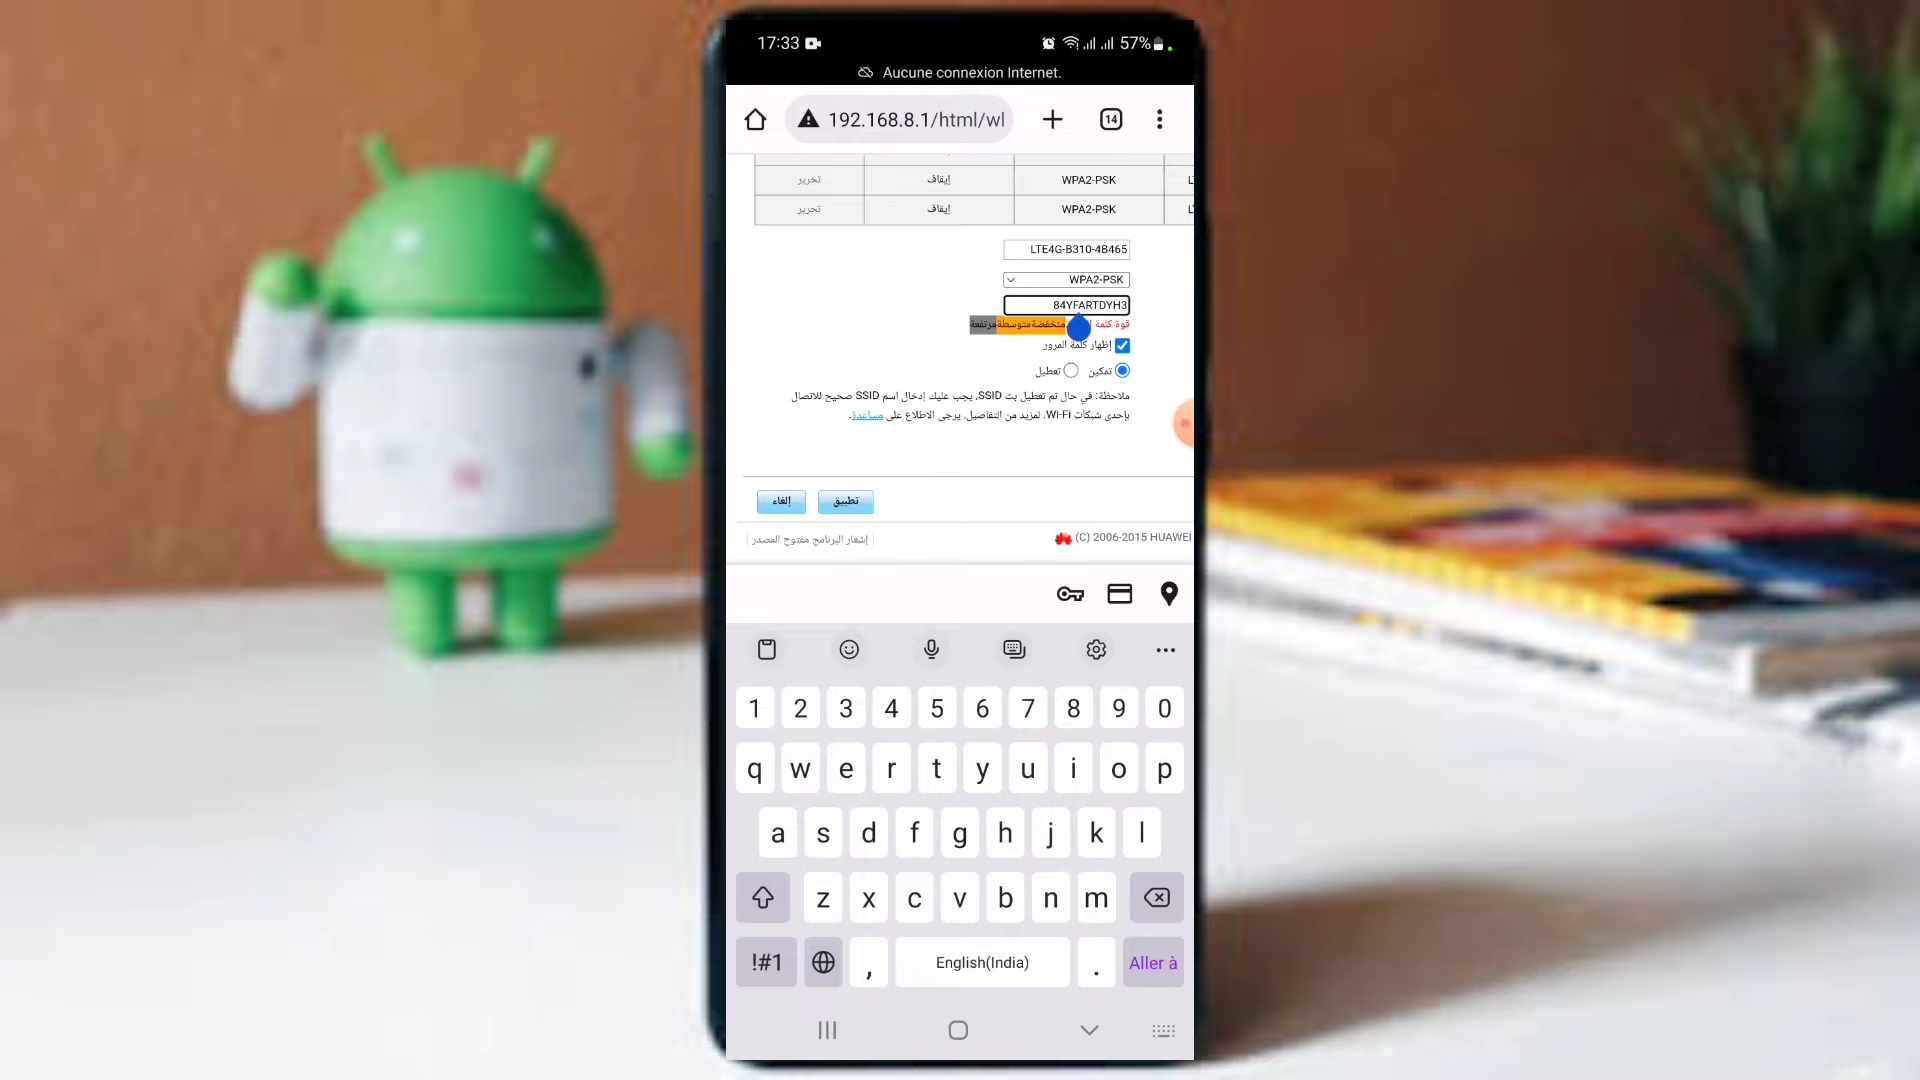 17:33
57%
Aucune connexion Internet.
192.168.8.1/html/wl
14
تحرير إيقاف WPA2-PSK
تحرير إيقاف WPA2-PSK
LTE4G-B310-4B465
WPA2-PSK
84YFARTDYH3
قوة كلمة منخفضة متوسطة مرتفعة
إظهار كلمة المرور
تمكين تعطيل
ملاحظة: في حال تم تعطيل بث SSID، يجب عليك إدخال اسم SSID صحيح للاتصال
بإحدى شبكات Wi-Fi. لمزيد من التفاصيل، يرجى الاطلاع على مساعدة.
إلغاء تطبيق
إشعار البرنامج مفتوح المصدر
(C) 2006-2015 HUAWEI
1 2 3 4 5 6 7 8 9 0
q w e r t y u i o p
a s d f g h j k l
z x c v b n m
!#1 , English(India) . Aller à